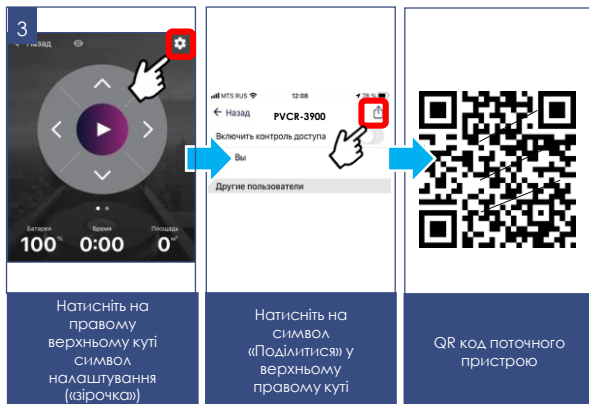 3
Назад
Батарея
Время
Площадь
100%
0:00
0 м²
Натисніть на
правому
верхньому куті
символ
налаштування
(«зірочка»)
MTS RUS
12:08
78 %
← Назад
PVCR-3900
Включить контроль доступа
Вы
Другие пользователи
Натисніть на
символ
«Поділитися» у
верхньому
правому куті
QR код поточного
пристрою